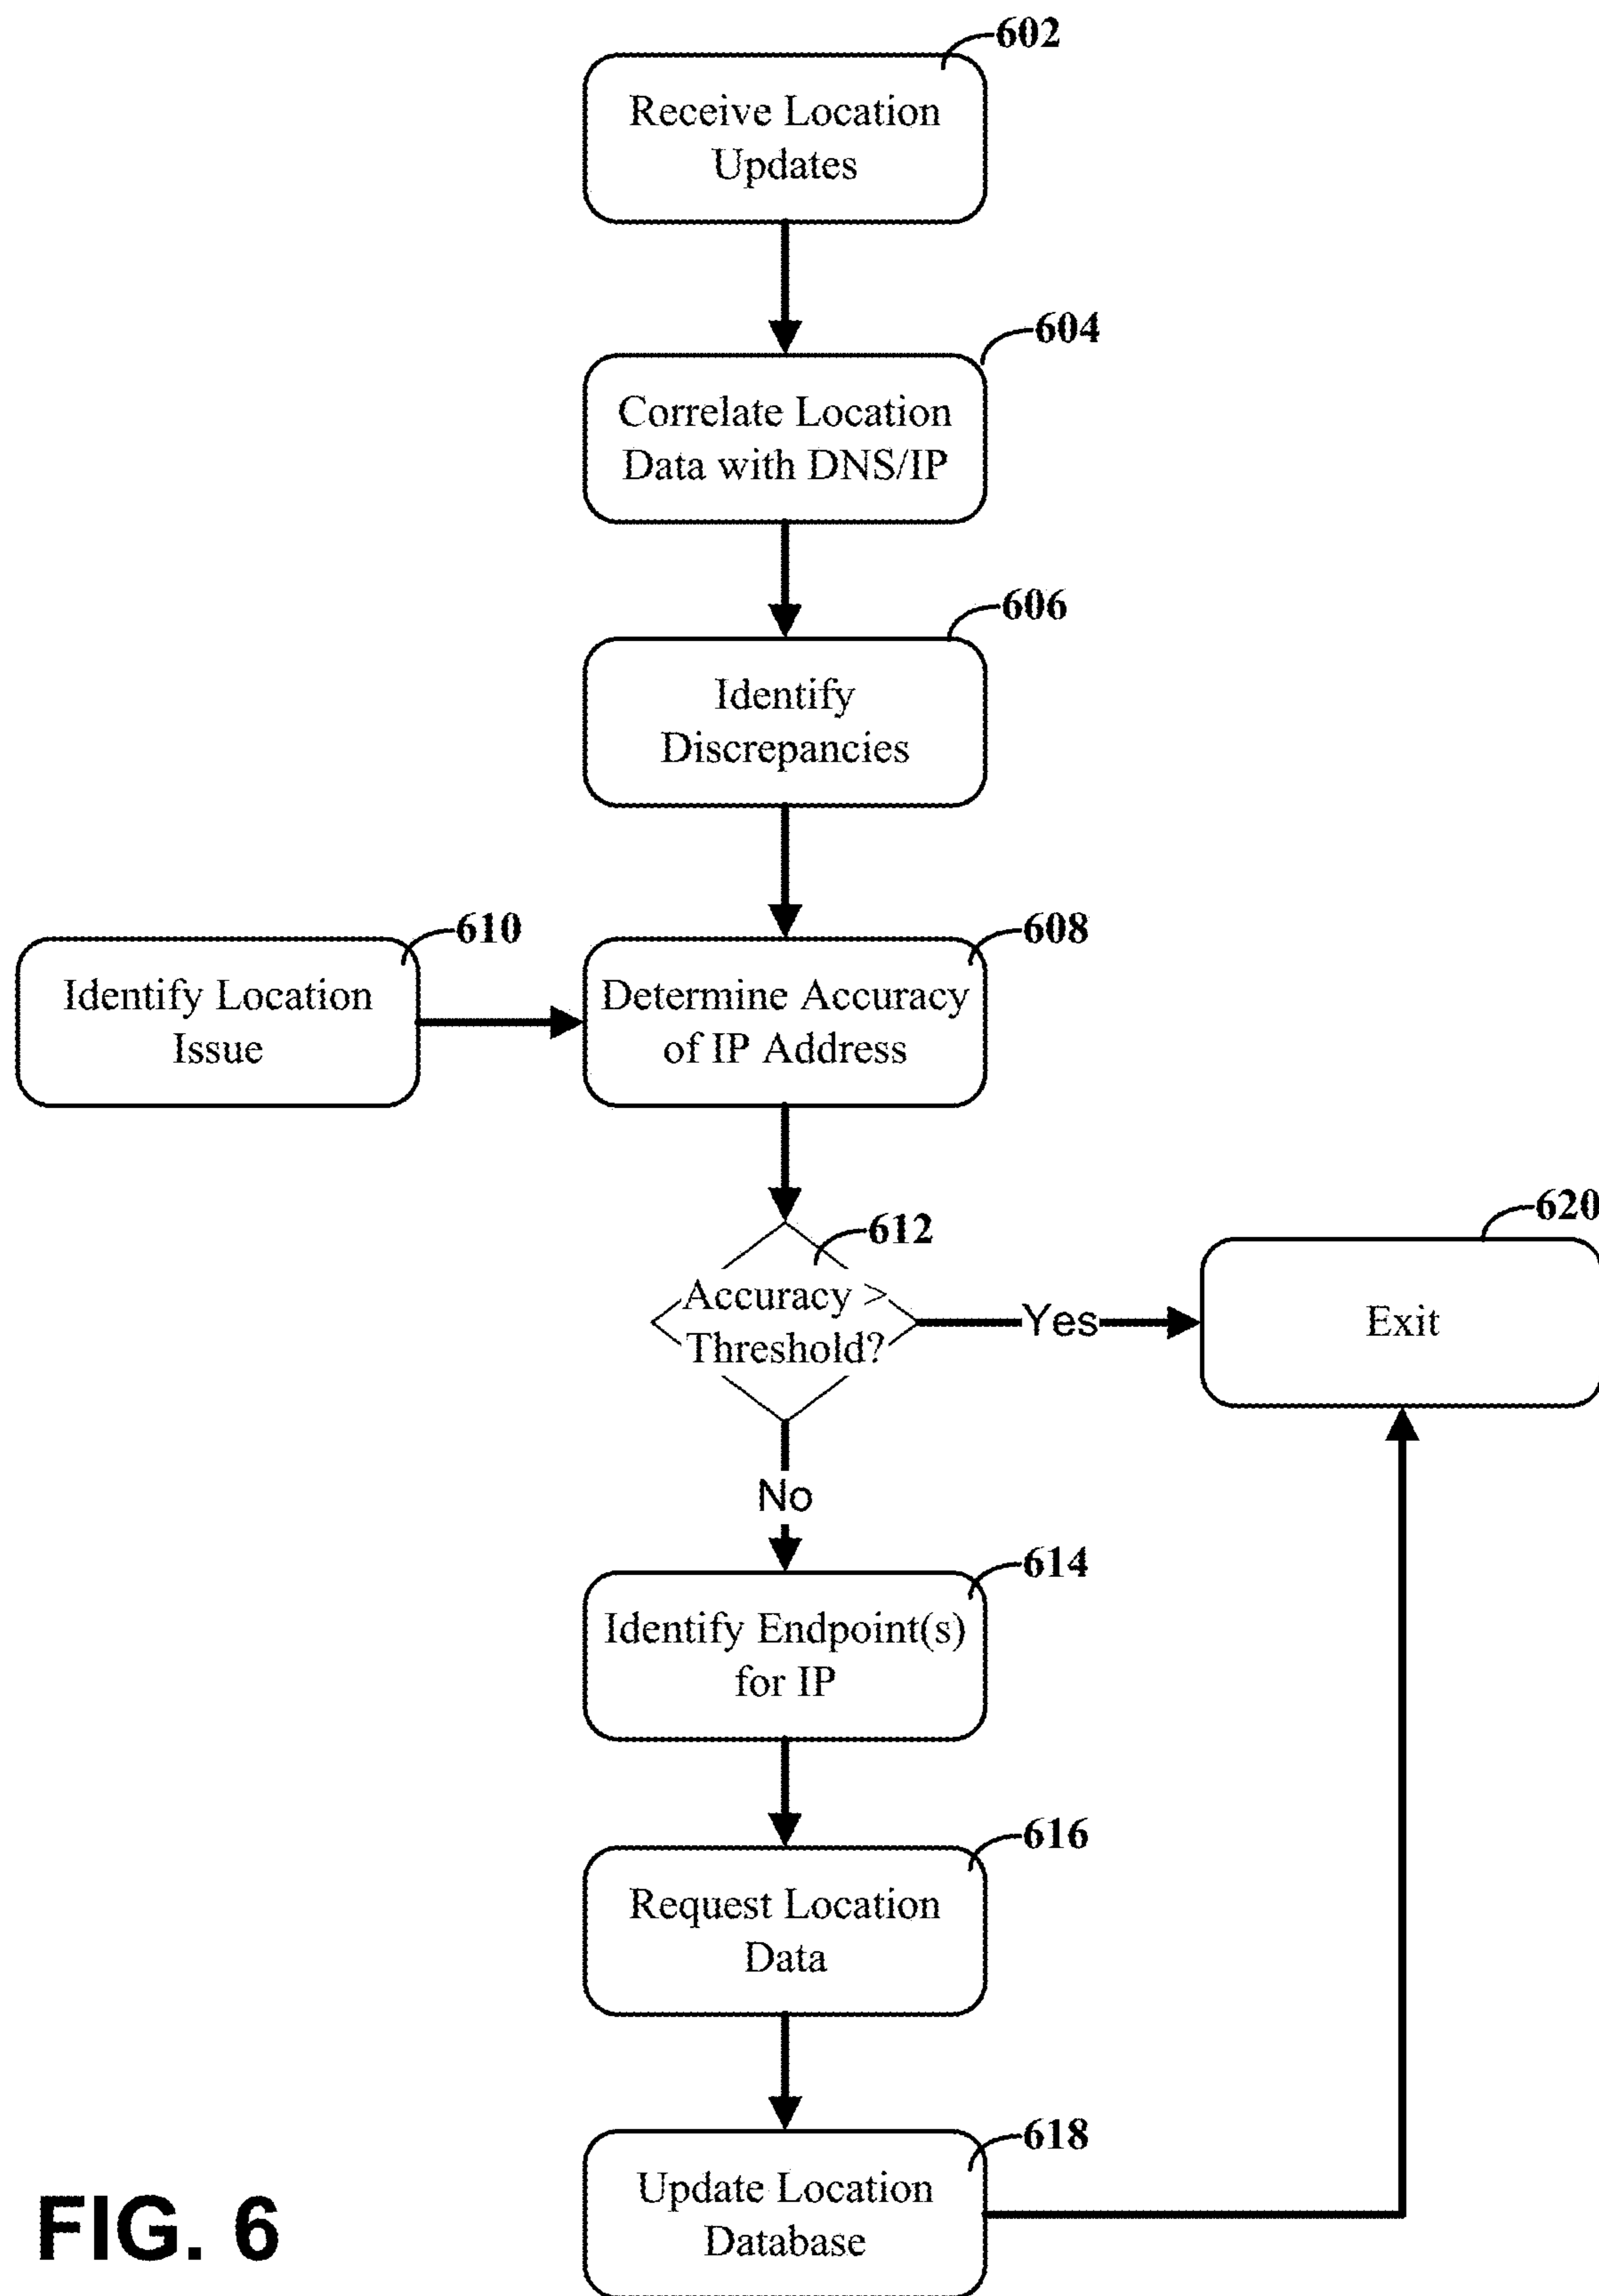 602
Receive Location
Updates
604
Correlate Location
Data with DNS/IP
606
Identify
Discrepancies
610
Identify Location
Issue
608
Determine Accuracy
of IP Address
612
Accuracy >
Threshold?
Yes
620
Exit
No
614
Identify Endpoint(s)
for IP
616
Request Location
Data
618
Update Location
Database
FIG. 6